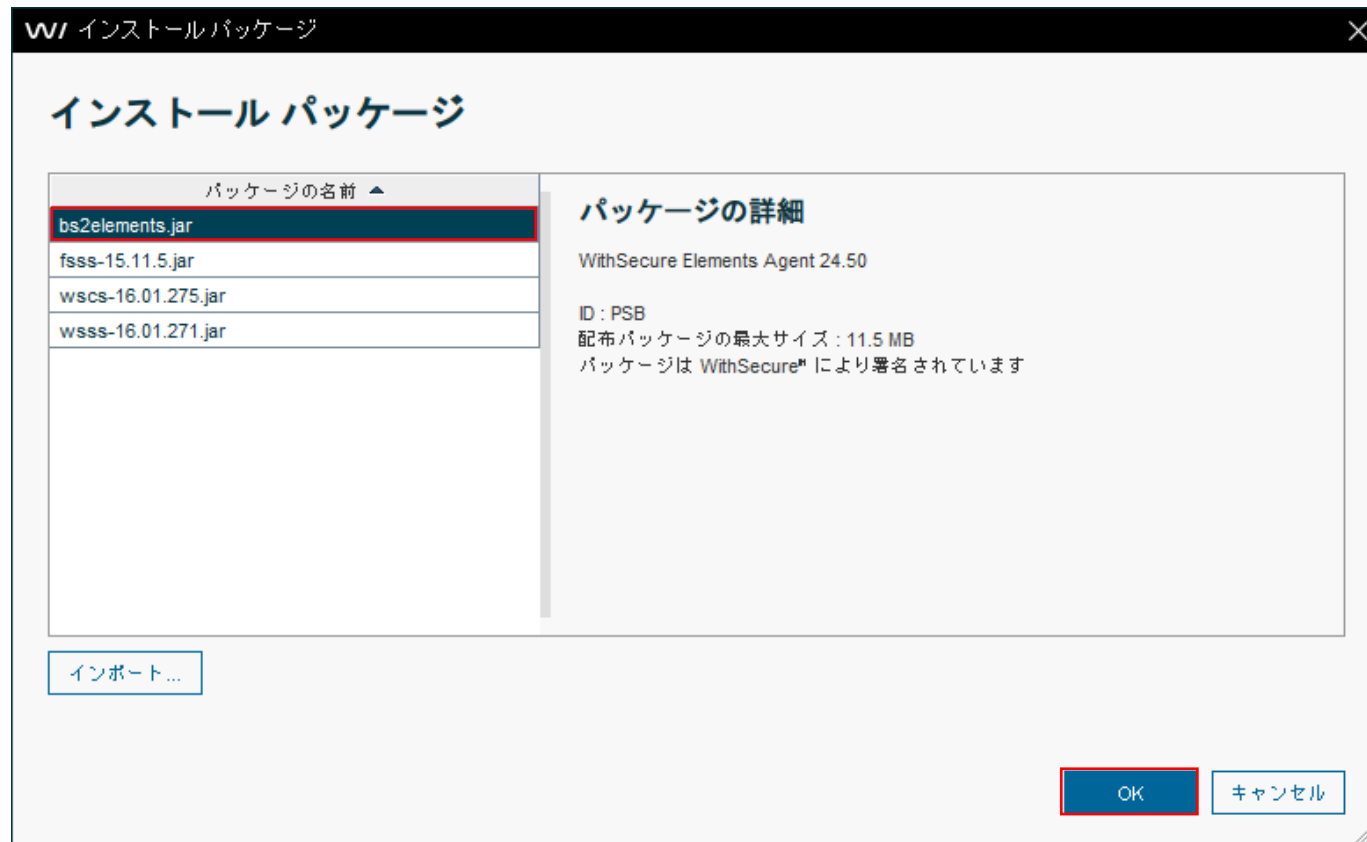 W/ インストール パッケージ
インストール パッケージ
パッケージの名前
bs2elements.jar
fsss-15.11.5.jar
wscs-16.01.275.jar
wsss-16.01.271.jar
パッケージの詳細
WithSecure Elements Agent 24.50
ID : PSB
配布パッケージの最大サイズ : 11.5 MB
パッケージは WithSecure™ により署名されています
インポート...
OK
キャンセル